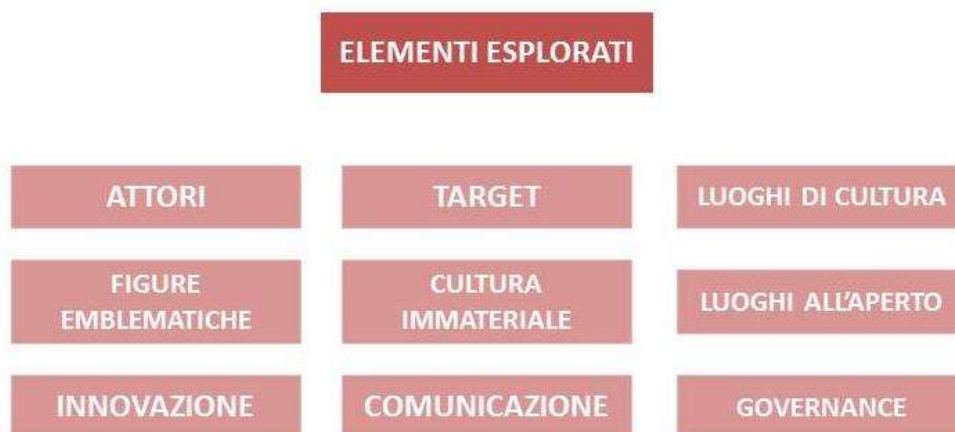 ELEMENTI ESPLORATI
ATTORI
TARGET
LUOGHI DI CULTURA
FIGURE
EMBLEMATICHE
CULTURA
IMMATERIALE
LUOGHI ALL'APERTO
INNOVAZIONE
COMUNICAZIONE
GOVERNANCE